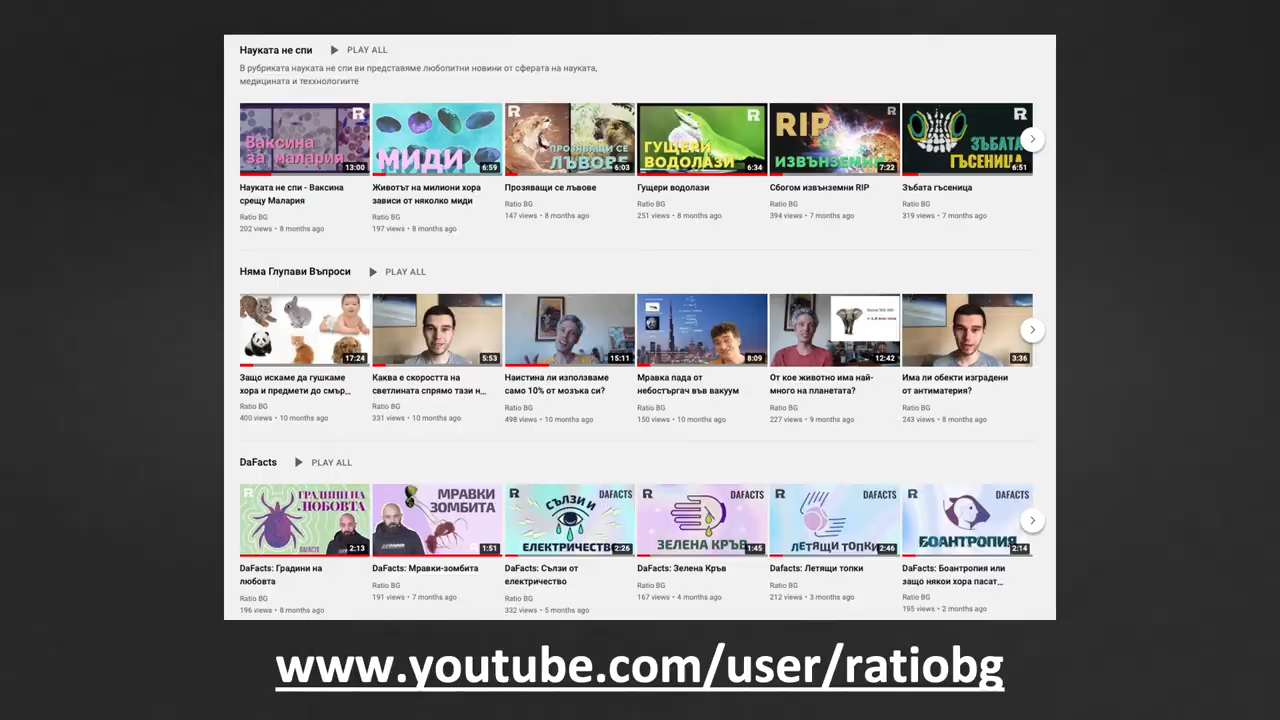 Науката не спи PLAY ALL
В рубриката науката не спи ви представяме любопитни новини от сферата на науката,
медицината и теххнологиите
R
Ваксина
за малария
13:00
МИДИ
6:59
R
ПРОЗЯВАЩИ СЕ
ЛЪВОВЕ
6:03
R
ГУЩЕРИ
ВОДОЛАЗИ
6:34
R
RIP
ИЗВЪНЗЕМНИ
7:22
R
ЗЪБАТА
ГЪСЕНИЦА
6:51
Науката не спи - Ваксина
срещу Малария
Ratio BG
202 views • 8 months ago
Животът на милиони хора
зависи от няколко миди
Ratio BG
197 views • 8 months ago
Прозяващи се лъвове
Ratio BG
147 views • 8 months ago
Гущери водолази
Ratio BG
251 views • 8 months ago
Сбогом извънземни RIP
Ratio BG
394 views • 7 months ago
Зъбата гъсеница
Ratio BG
319 views • 7 months ago
Няма Глупави Въпроси PLAY ALL
17:24
5:53
15:11
8:09
12:42
3:36
Защо искаме да гушкаме
хора и предмети до смър...
Ratio BG
400 views • 10 months ago
Каква е скоростта на
светлината спрямо тази н...
Ratio BG
331 views • 10 months ago
Наистина ли използваме
само 10% от мозъка си?
Ratio BG
498 views • 10 months ago
Мравка пада от
небостъргач във вакуум
Ratio BG
150 views • 10 months ago
От кое животно има най-
много на планетата?
Ratio BG
227 views • 9 months ago
Има ли обекти изградени
от антиматерия?
Ratio BG
243 views • 8 months ago
DaFacts PLAY ALL
R
ГРАДИНИ НА
ЛЮБОВТА
DAFACTS
2:13
МРАВКИ
ЗОМБИТА
1:51
R
DAFACTS
СЪЛЗИ И
ЕЛЕКТРИЧЕСТВО
2:26
R
DAFACTS
ЗЕЛЕНА КРЪВ
1:45
R
DAFACTS
ЛЕТЯЩИ ТОПКИ
2:46
R
DAFACTS
БОАНТРОПИЯ
2:14
DaFacts: Градини на
любовта
Ratio BG
196 views • 8 months ago
DaFacts: Мравки-зомбита
Ratio BG
191 views • 7 months ago
DaFacts: Сълзи от
електричество
Ratio BG
332 views • 5 months ago
DaFacts: Зелена Кръв
Ratio BG
167 views • 4 months ago
Dafacts: Летящи топки
Ratio BG
212 views • 3 months ago
DaFacts: Боантропия или
защо някои хора пасат...
Ratio BG
195 views • 2 months ago
www.youtube.com/user/ratiobg